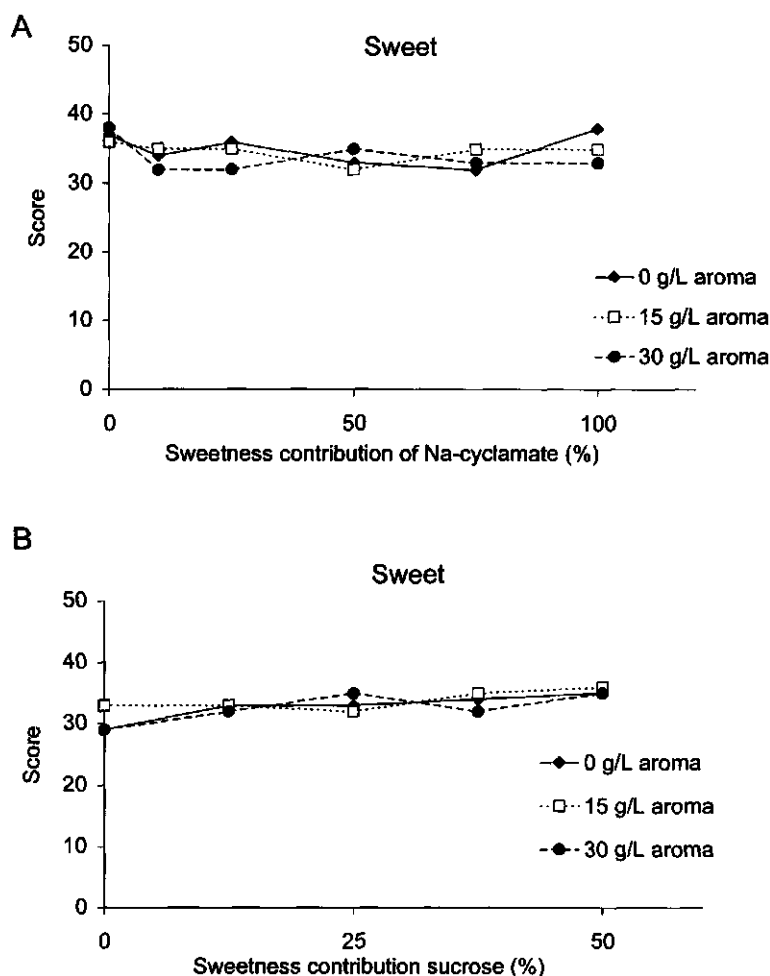 A
Sweet
50
40
30
20
10
0
Score
0 g/L aroma
15 g/L aroma
30 g/L aroma
0 50 100
Sweetness contribution of Na-cyclamate (%)
B
Sweet
50
40
30
20
10
0
Score
0 g/L aroma
15 g/L aroma
30 g/L aroma
0 25 50
Sweetness contribution sucrose (%)